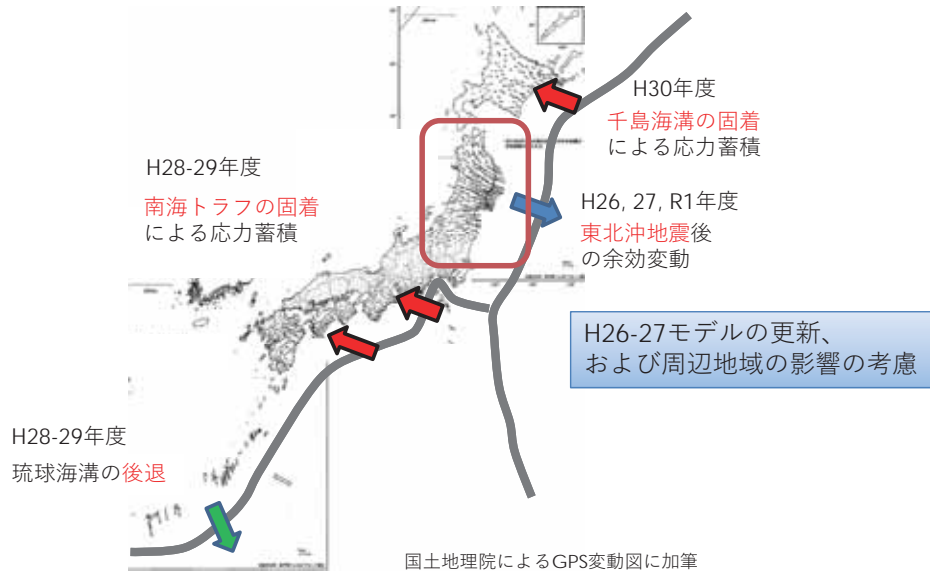 H30年度
千島海溝の固着
による応力蓄積
H28-29年度
南海トラフの固着
による応力蓄積
H26, 27, R1年度
東北沖地震後
の余効変動
H26-27モデルの更新、
および周辺地域の影響の考慮
H28-29年度
琉球海溝の後退
国土地理院によるGPS変動図に加筆